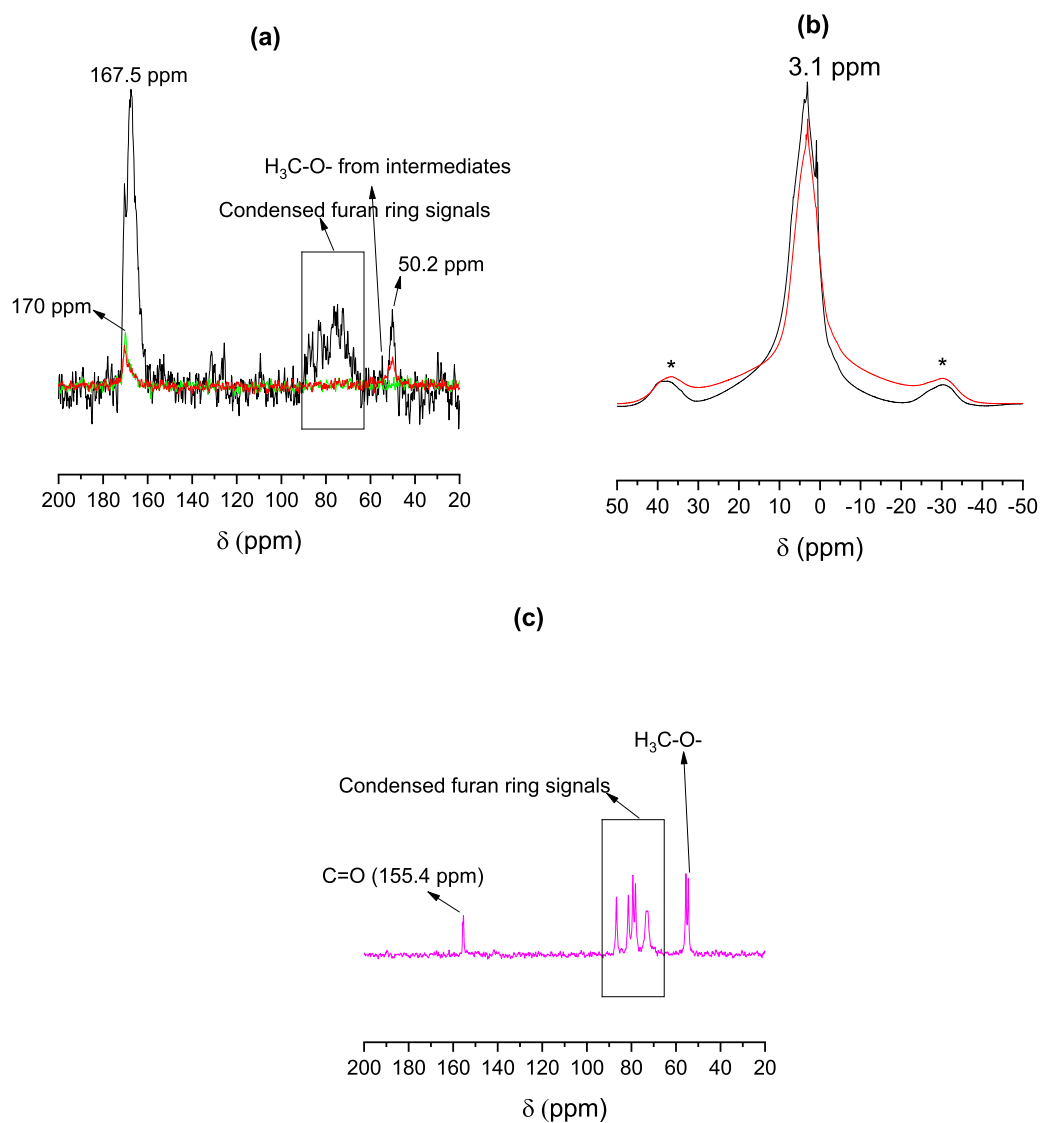 (a)
167.5 ppm
H₃C-O- from intermediates
Condensed furan ring signals
50.2 ppm
170 ppm
200 180 160 140 120 100 80 60 40 20
δ (ppm)
(b)
3.1 ppm
* *
50 40 30 20 10 0 -10 -20 -30 -40 -50
δ (ppm)
(c)
H₃C-O-
Condensed furan ring signals
C=O (155.4 ppm)
200 180 160 140 120 100 80 60 40 20
δ (ppm)